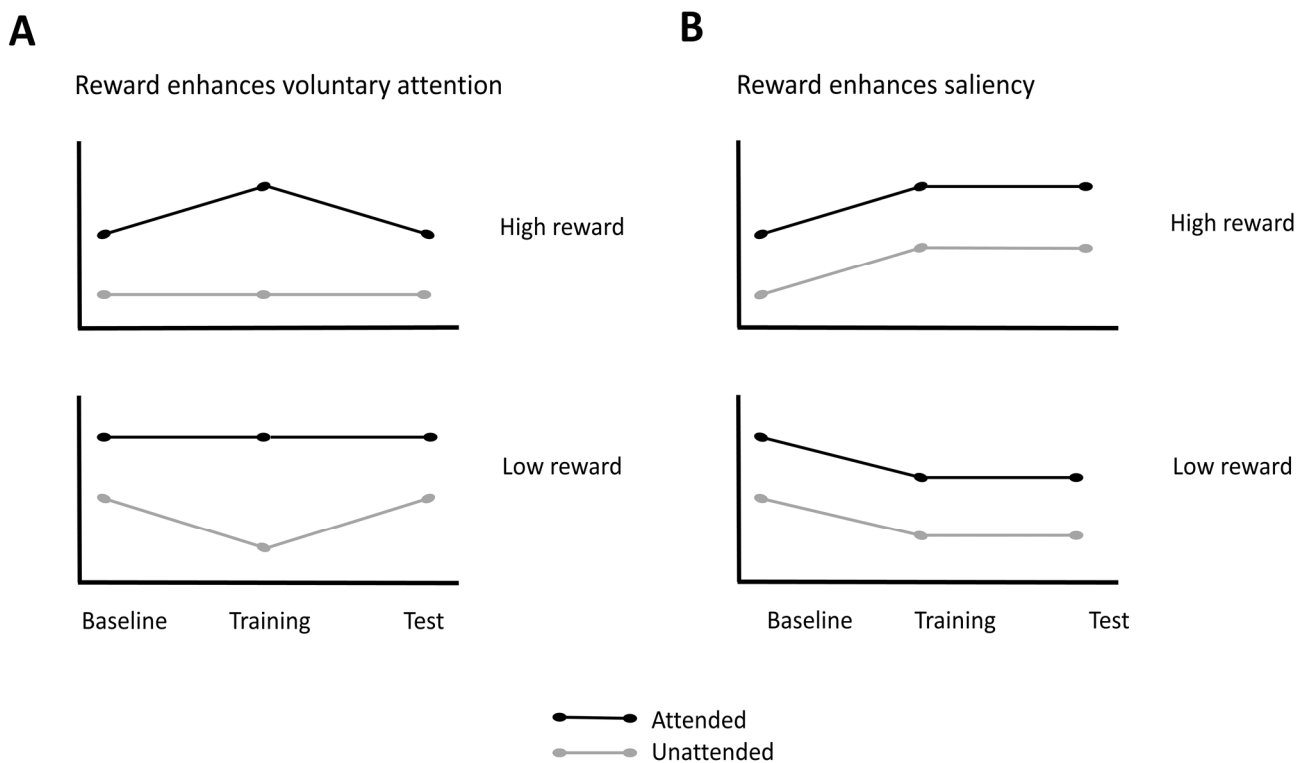 A
Reward enhances voluntary attention
High reward
Low reward
Baseline
Training
Test
B
Reward enhances saliency
High reward
Low reward
Baseline
Training
Test
Attended
Unattended